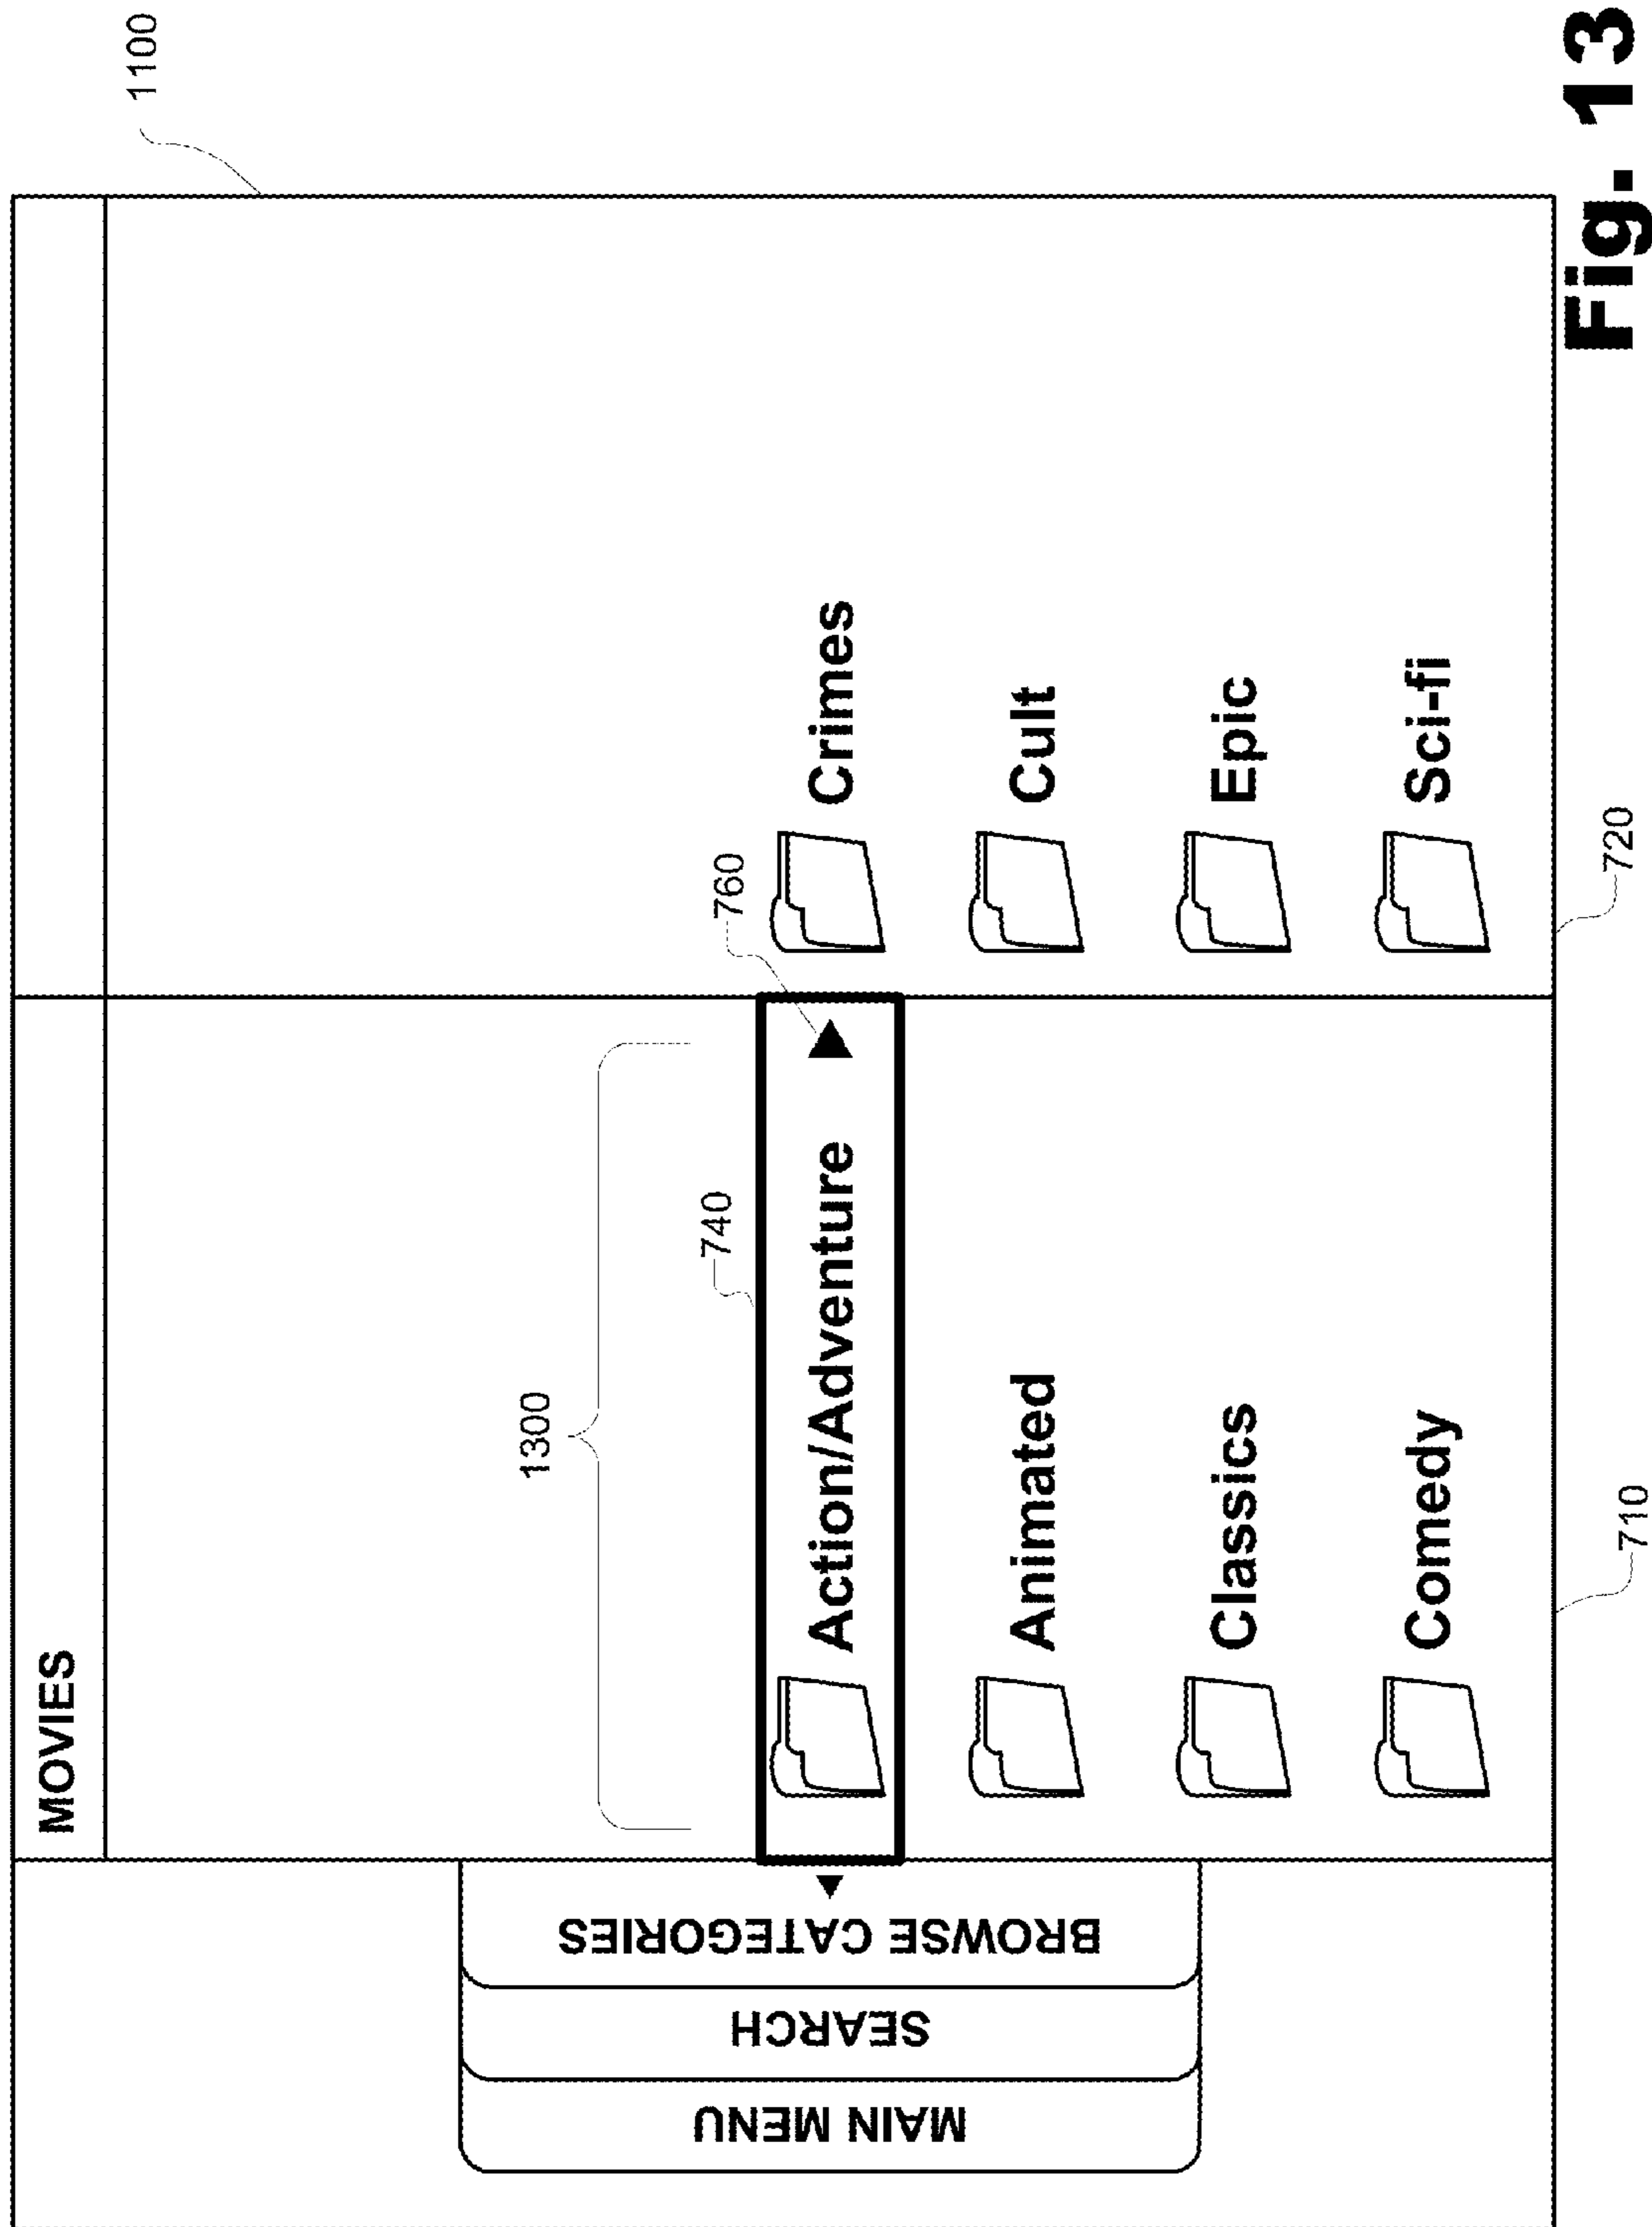 1100
MOVIES
MAIN MENU
SEARCH
BROWSE CATEGORIES
1300
740
760
Action/Adventure
Crimes
Animated
Cult
Classics
Epic
Comedy
Sci-fi
710
720
Fig. 13